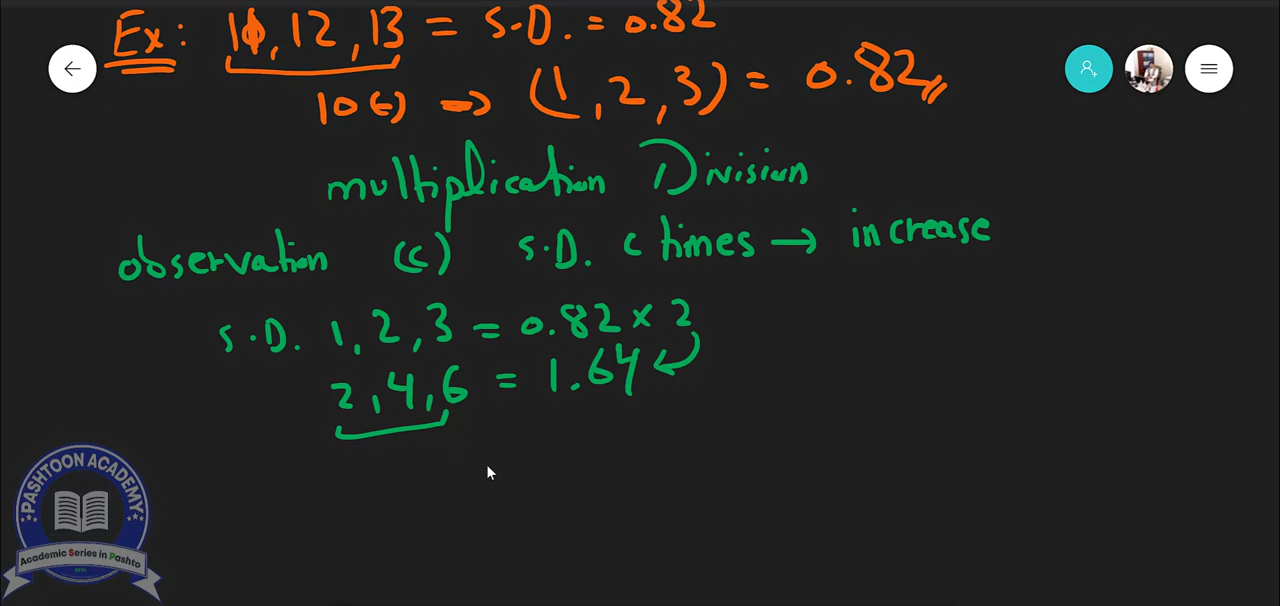 Ex: 11, 12, 13 = S.D. = 0.82
10(-) → (1, 2, 3) = 0.82
multiplication Division
observation (c) S.D. c times → increase
S.D. 1, 2, 3 = 0.82 × 2
2, 4, 6 = 1.64
PASHTOON ACADEMY
Academic Series in Pashto